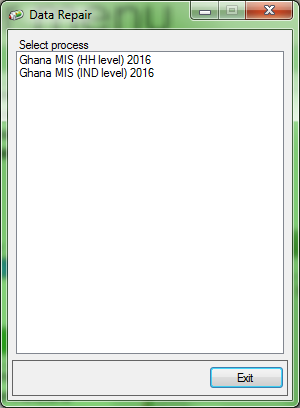 Data Repair
Select process
Ghana MIS (HH level) 2016
Ghana MIS (IND level) 2016
Exit